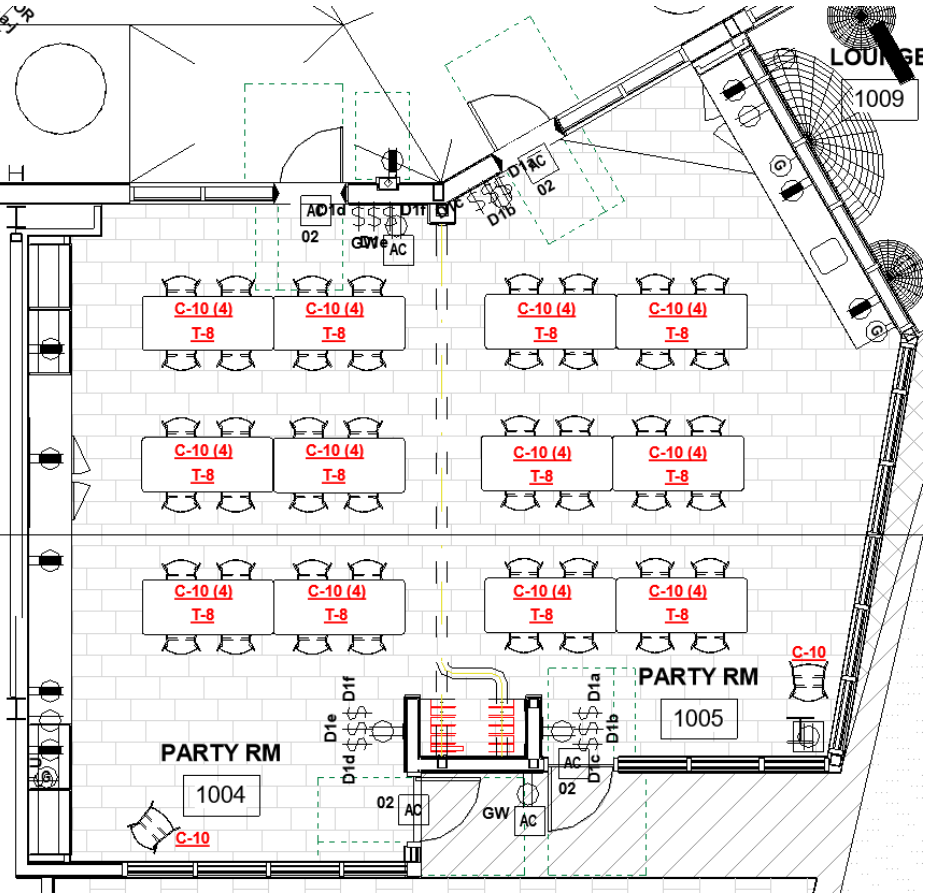 LOUNGE
1009
D1a
AC
02
D1c
D1b
AC
D1d
D1f
02
GW
D1e
AC
G
G
C-10 (4)
C-10 (4)
C-10 (4)
C-10 (4)
T-8
T-8
T-8
T-8
C-10 (4)
C-10 (4)
C-10 (4)
C-10 (4)
T-8
T-8
T-8
T-8
C-10 (4)
C-10 (4)
C-10 (4)
C-10 (4)
T-8
T-8
T-8
T-8
C-10
PARTY RM
1005
D1f
D1e
D1d
D1a
D1b
D1c
AC
02
PARTY RM
1004
02
AC
GW
AC
C-10
U
G